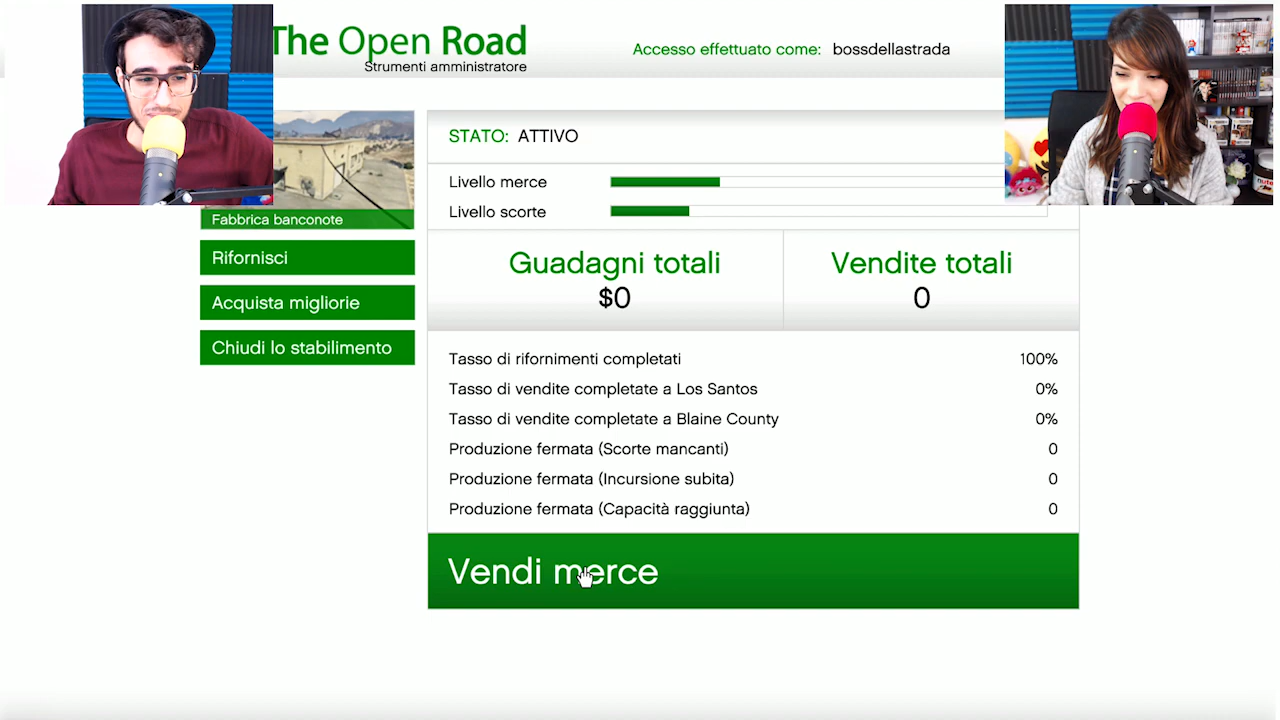 The Open Road
Strumenti amministratore
Accesso effettuato come: bossdellastrada
Fabbrica banconote
Rifornisci
Acquista migliorie
Chiudi lo stabilimento
STATO: ATTIVO
Livello merce
Livello scorte
Guadagni totali
$0
Vendite totali
0
Tasso di rifornimenti completati 100%
Tasso di vendite completate a Los Santos 0%
Tasso di vendite completate a Blaine County 0%
Produzione fermata (Scorte mancanti) 0
Produzione fermata (Incursione subita) 0
Produzione fermata (Capacità raggiunta) 0
Vendi merce